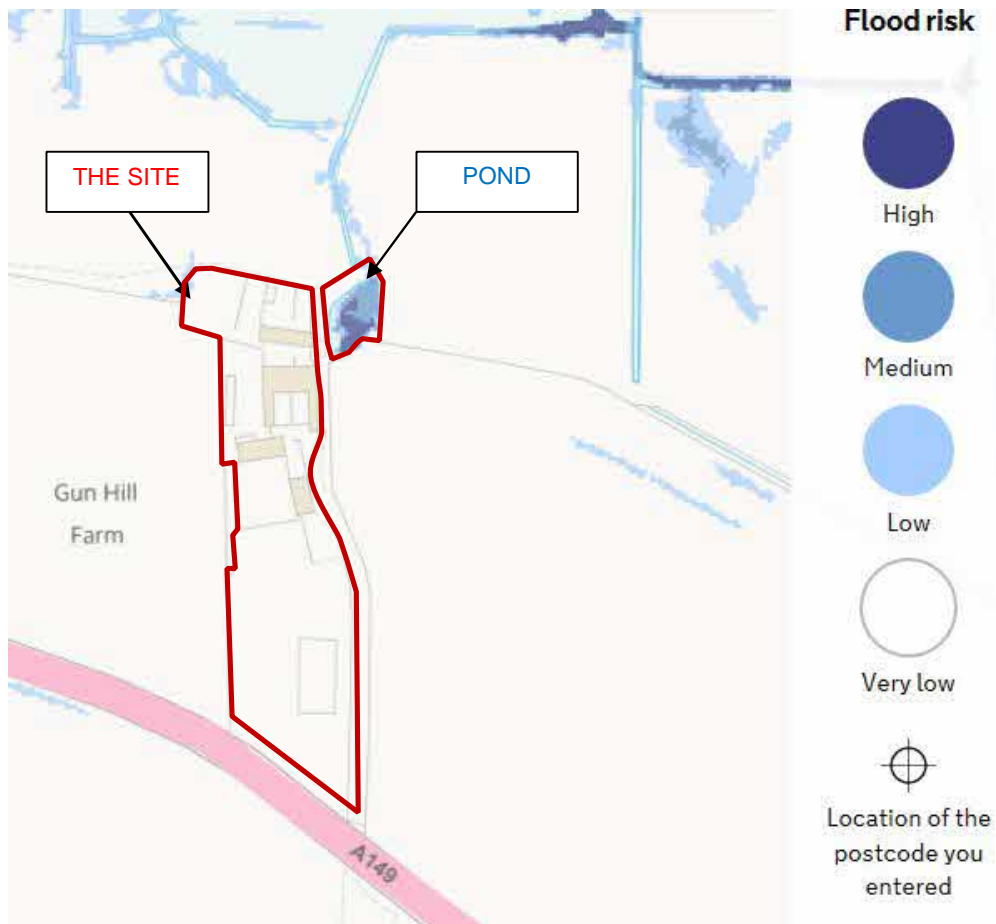 Flood risk
THE SITE
POND
High
Medium
Low
Gun Hill
Farm
Very low
Location of the
postcode you
entered
A149